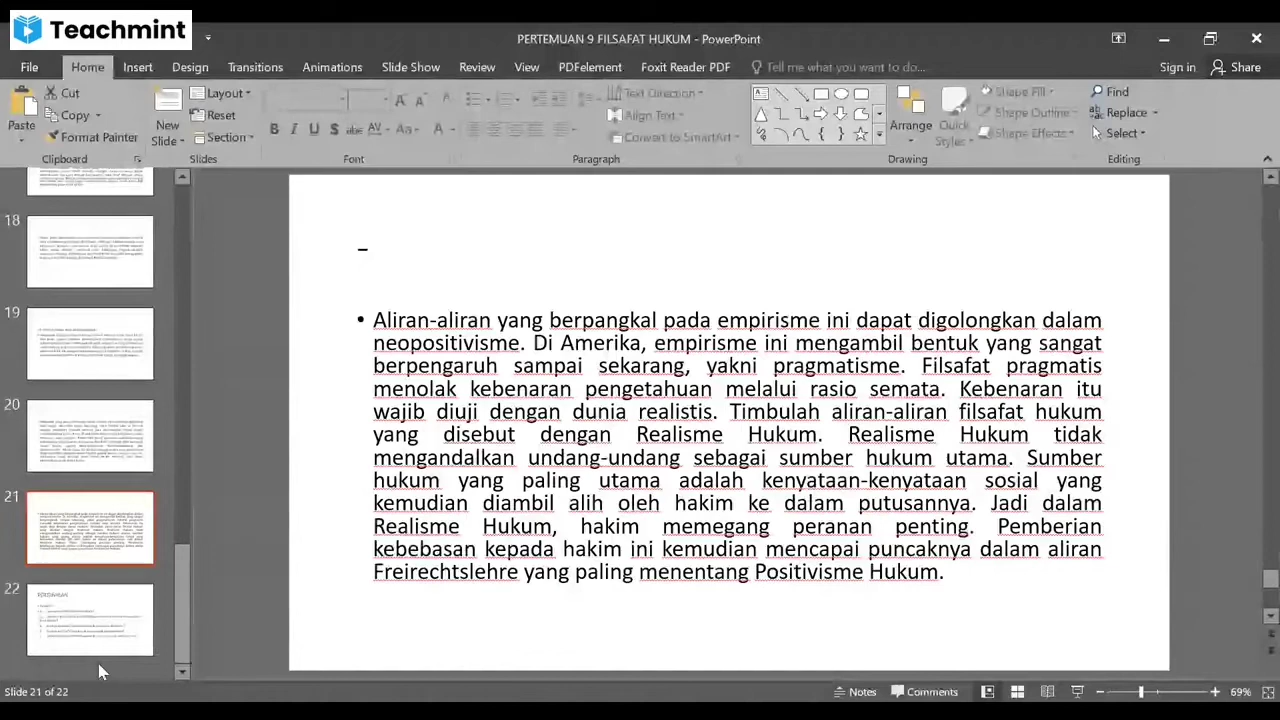 Teachmint
PERTEMUAN 9 FILSAFAT HUKUM - PowerPoint
File Home Insert Design Transitions Animations Slide Show Review View PDFelement Foxit Reader PDF Tell me what you want to do... Sign in Share
Paste
Cut
Copy
Format Painter
Clipboard
New
Slide
Layout
Reset
Section
Slides
Font
Text Direction
Align Text
Convert to SmartArt
Paragraph
Arrange
Quick
Styles
Shape Fill
Shape Outline
Shape Effects
Drawing
Find
Replace
Select
Editing
18
19
20
21
22
PERTANYAAN
–
• Aliran-aliran yang berpangkal pada empirisme ini dapat digolongkan dalam
neopositivisme. Di Amerika, empirisme ini mengambil bentuk yang sangat
berpengaruh sampai sekarang, yakni pragmatisme. Filsafat pragmatis
menolak kebenaran pengetahuan melalui rasio semata. Kebenaran itu
wajib diuji dengan dunia realistis. Timbulah aliran-aliran fisafat hukum
yang disebut dengan Realisme Hukum. Realisme Hukum tidak
mengandalkan undang-undang sebagai sumber hukum utama. Sumber
hukum yang paling utama adalah kenyatan-kenyataan sosial yang
kemudian diambil alih oleh hakim ke dalam putusannya. Jadi dalam
Realisme Hukum, hakim memegang peranan penting. Pemberian
kebebasan kepada hakim ini kemudian mencapai puncaknya dalam aliran
Freirechtslehre yang paling menentang Positivisme Hukum.
Slide 21 of 22
Notes Comments 69%